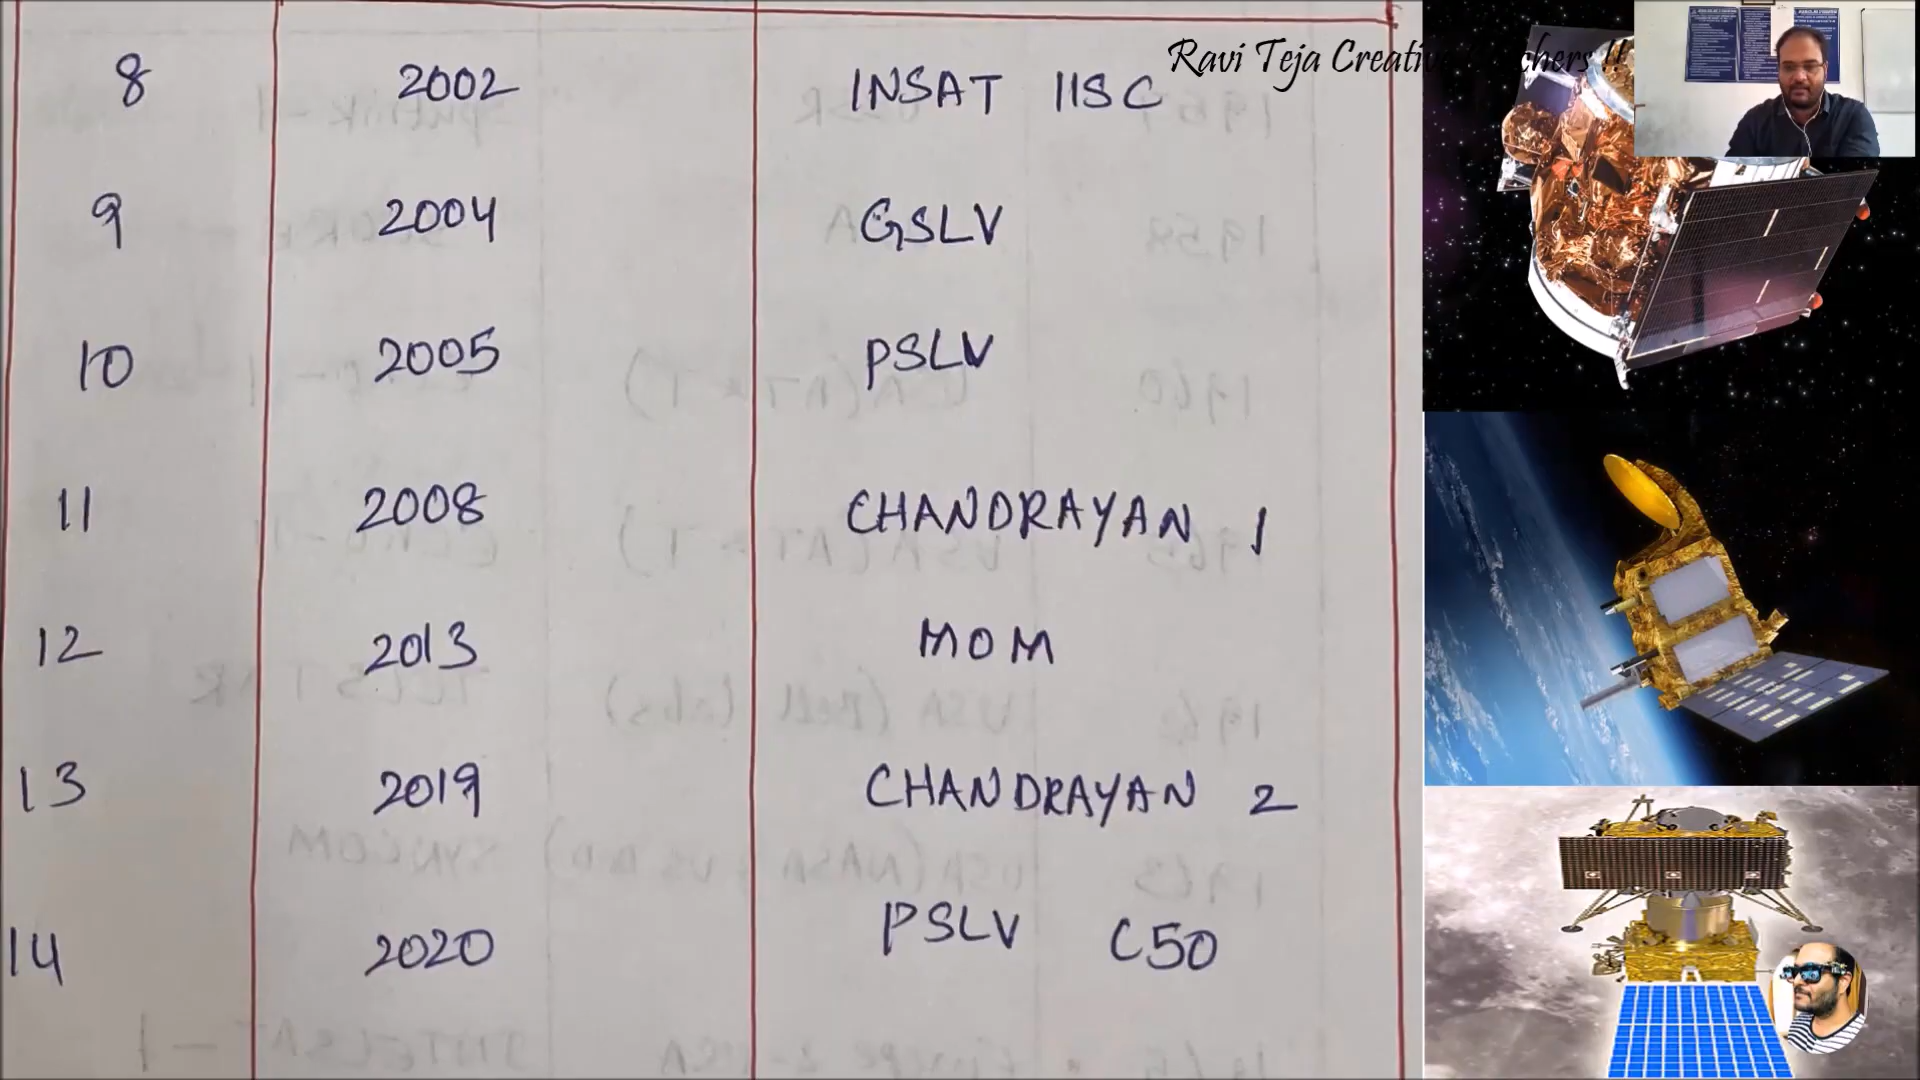 Ravi Teja Creative
8 2002 INSAT IISC
9 2004 GSLV
10 2005 PSLV
11 2008 CHANDRAYAN 1
12 2013 MOM
13 2019 CHANDRAYAN 2
14 2020 PSLV C50